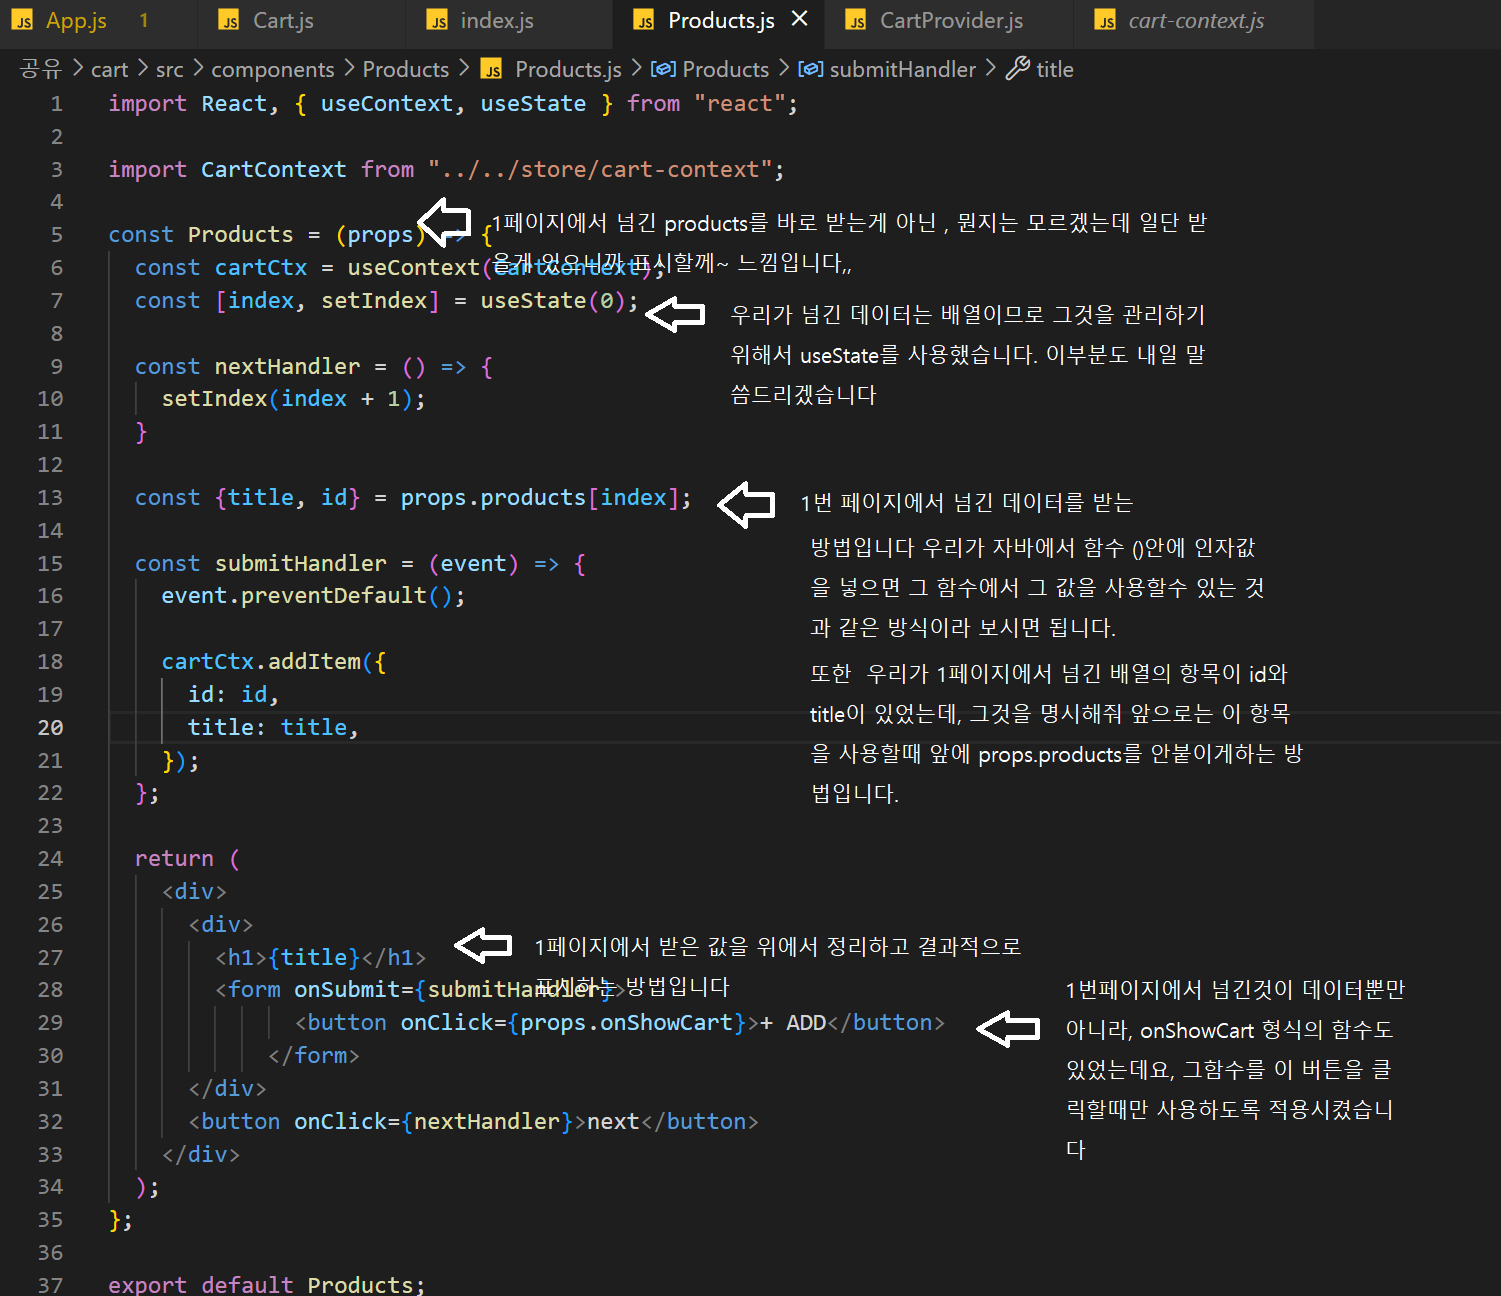 App.js 1 Cart.js index.js Products.js CartProvider.js cart-context.js
공유 > cart > src > components > Products > Products.js > Products > submitHandler > title
1 import React, { useContext, useState } from "react";
2
3 import CartContext from "../../store/cart-context";
4
1페이지에서 넘긴 products를 바로 받는게 아닌 , 뭔지는 모르겠는데 일단 받
5 const Products = (props) => {
을게 있으니까 표시할께~ 느낌입니다,,
6 const cartCtx = useContext(CartContext);
7 const [index, setIndex] = useState(0);
우리가 넘긴 데이터는 배열이므로 그것을 관리하기
위해서 useState를 사용했습니다. 이부분도 내일 말
씀드리겠습니다
8
9 const nextHandler = () => {
10 setIndex(index + 1);
11 }
12
13 const {title, id} = props.products[index];
1번 페이지에서 넘긴 데이터를 받는
방법입니다 우리가 자바에서 함수 ()안에 인자값
을 넣으면 그 함수에서 그 값을 사용할수 있는 것
과 같은 방식이라 보시면 됩니다.
또한 우리가 1페이지에서 넘긴 배열의 항목이 id와
title이 있었는데, 그것을 명시해줘 앞으로는 이 항목
을 사용할때 앞에 props.products를 안붙이게하는 방
법입니다.
14
15 const submitHandler = (event) => {
16 event.preventDefault();
17
18 cartCtx.addItem({
19 id: id,
20 title: title,
21 });
22 };
23
24 return (
25 <div>
26 <div>
27 <h1>{title}</h1>
1페이지에서 받은 값을 위에서 정리하고 결과적으로
표시하는 방법입니다
28 <form onSubmit={submitHandler}>
29 <button onClick={props.onShowCart}>+ ADD</button>
1번페이지에서 넘긴것이 데이터뿐만
아니라, onShowCart 형식의 함수도
있었는데요, 그함수를 이 버튼을 클
릭할때만 사용하도록 적용시켰습니
다
30 </form>
31 </div>
32 <button onClick={nextHandler}>next</button>
33 </div>
34 );
35 };
36
37 export default Products;